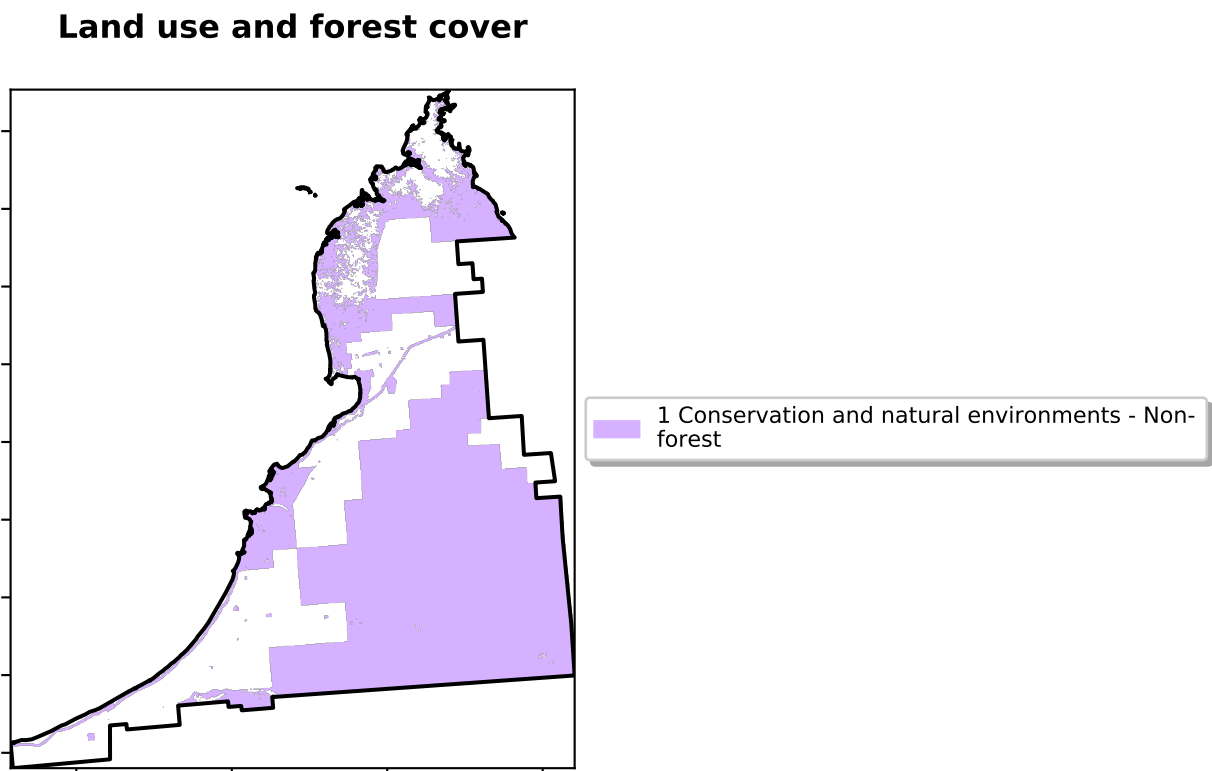 Land use and forest cover
1 Conservation and natural environments - Non-
forest